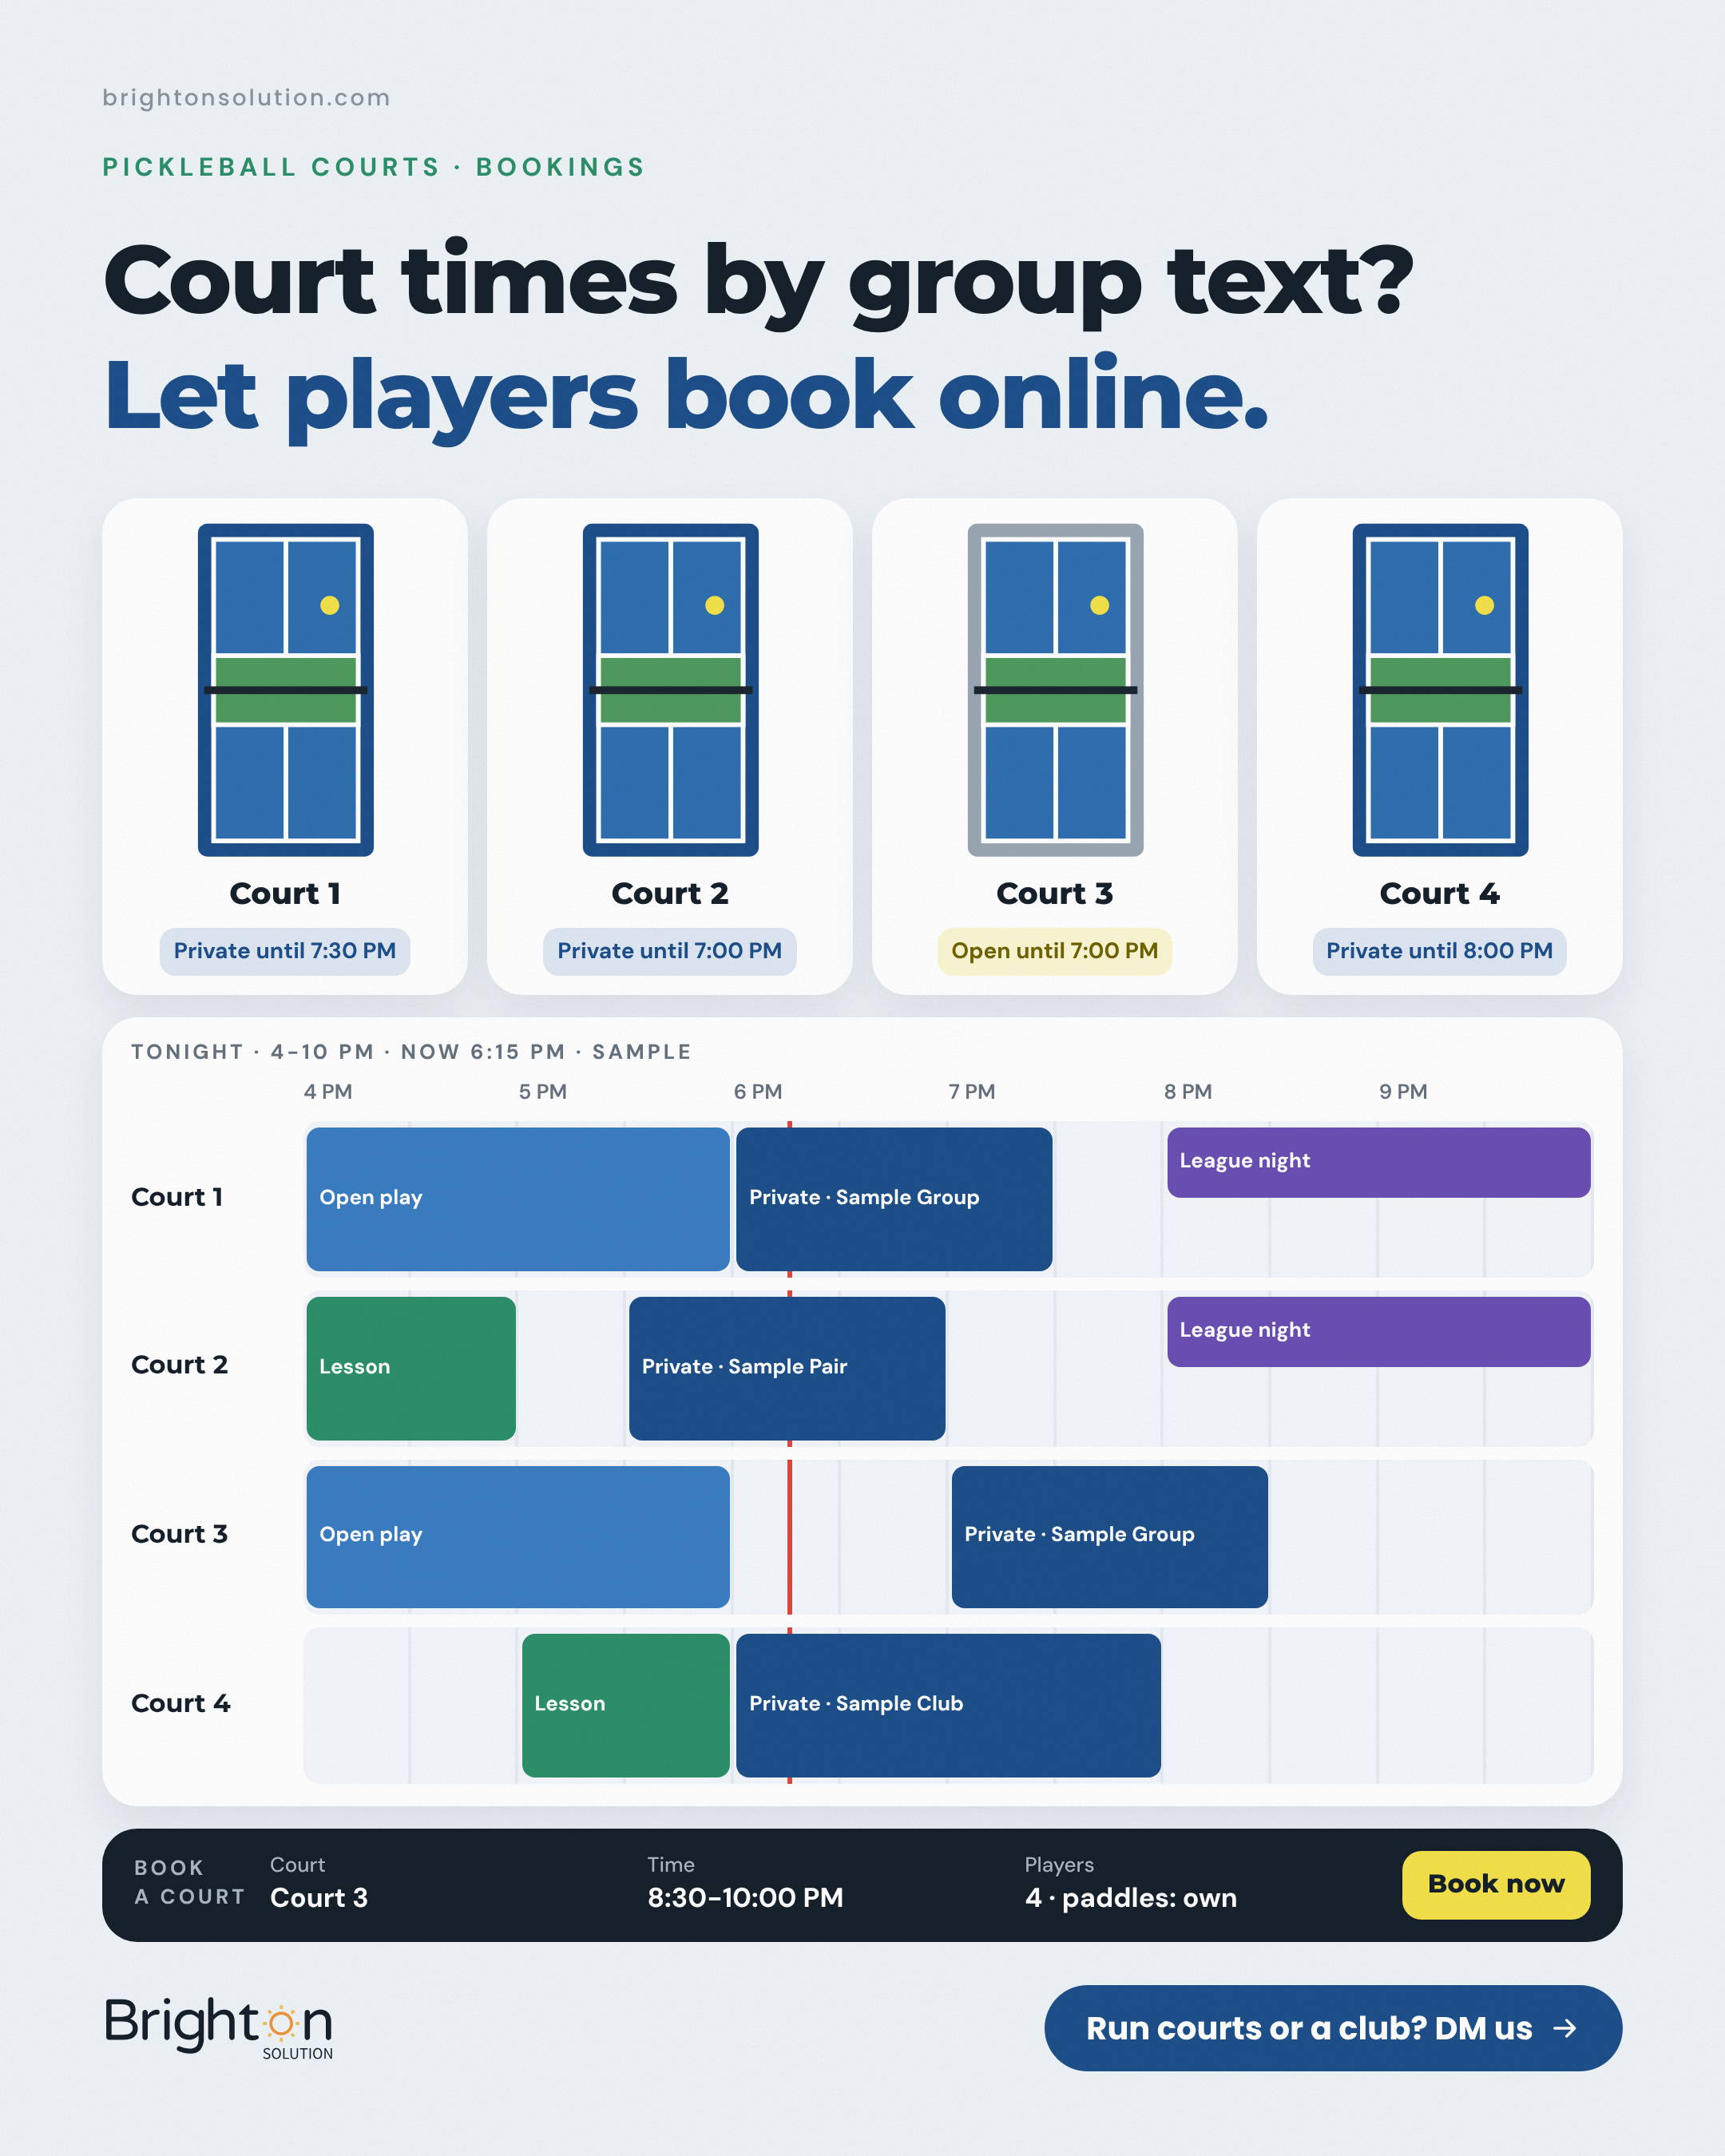 brightonsolution.com
PICKLEBALL COURTS · BOOKINGS
Court times by group text?
Let players book online.
Court 1
Private until 7:30 PM
Court 2
Private until 7:00 PM
Court 3
Open until 7:00 PM
Court 4
Private until 8:00 PM
TONIGHT · 4–10 PM · NOW 6:15 PM · SAMPLE
4 PM 5 PM 6 PM 7 PM 8 PM 9 PM
Court 1
Open play
Private · Sample Group
League night
Court 2
Lesson
Private · Sample Pair
League night
Court 3
Open play
Private · Sample Group
Court 4
Lesson
Private · Sample Club
BOOK
A COURT
Court
Court 3
Time
8:30–10:00 PM
Players
4 · paddles: own
Book now
Brighton
SOLUTION
Run courts or a club? DM us →